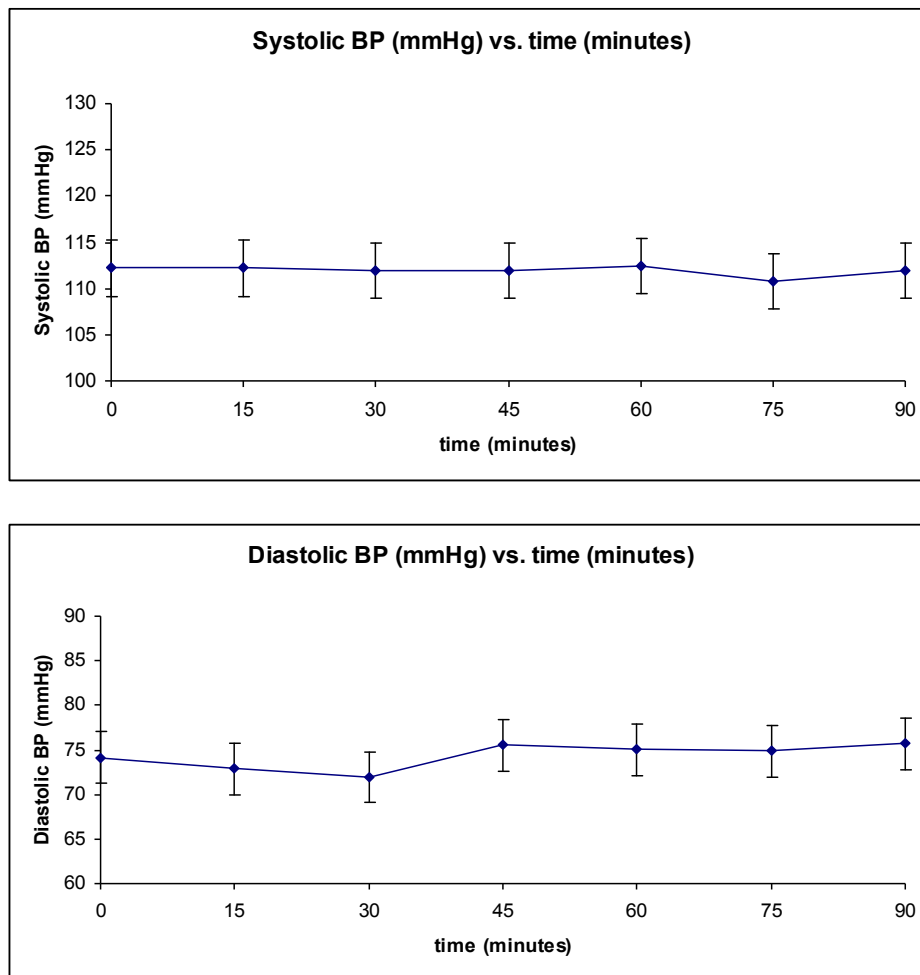 Systolic BP (mmHg) vs. time (minutes)
130
125
120
115
110
105
100
Systolic BP (mmHg)
0 15 30 45 60 75 90
time (minutes)
Diastolic BP (mmHg) vs. time (minutes)
90
85
80
75
70
65
60
Diastolic BP (mmHg)
0 15 30 45 60 75 90
time (minutes)